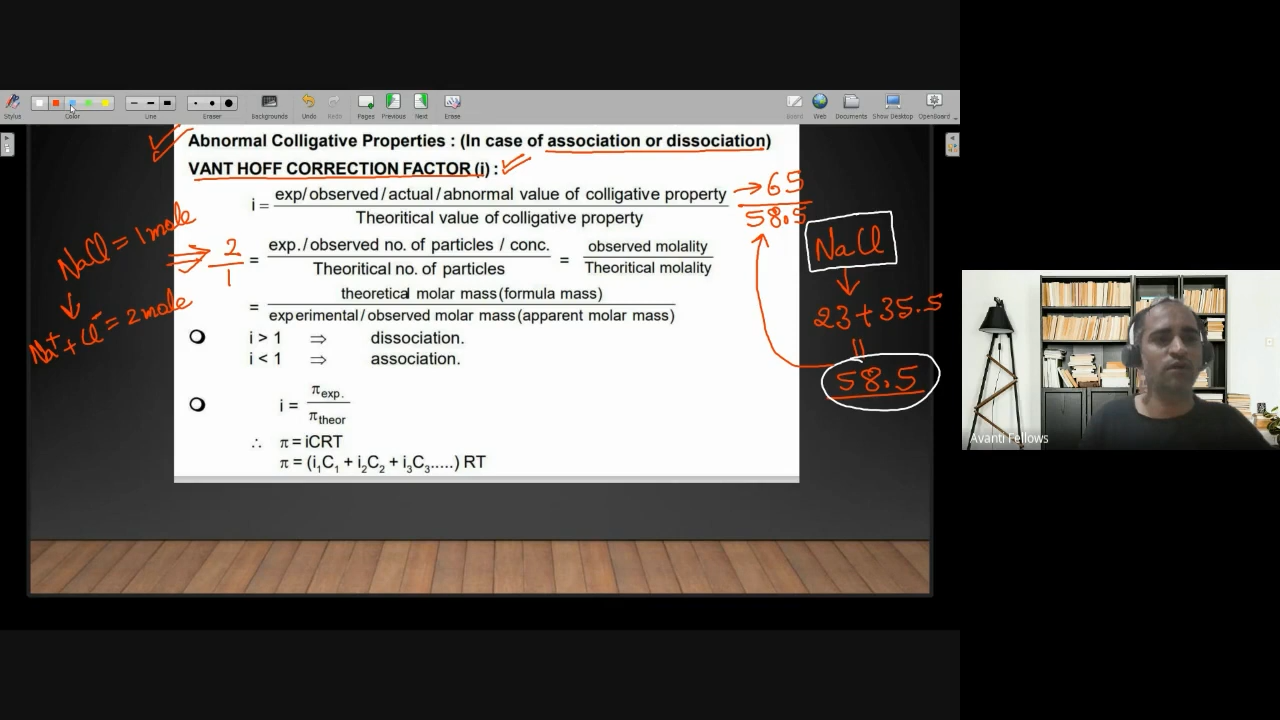 Stylus Color Line Eraser Backgrounds Undo Redo Pages Previous Next Erase Board Web Documents Show Desktop OpenBoard
Abnormal Colligative Properties : (In case of association or dissociation)
VANT HOFF CORRECTION FACTOR (i) :
i = exp/observed/actual/abnormal value of colligative property
Theoritical value of colligative property
→ 65
58.5
NaCl = 1 mole
⇒ 2
1
= exp./observed no. of particles / conc.
Theoritical no. of particles
= observed molality
Theoritical molality
NaCl
23+35.5
58.5
Na⁺ + Cl⁻ = 2 mole
= theoretical molar mass (formula mass)
experimental/observed molar mass (apparent molar mass)
i > 1 ⇒ dissociation.
i < 1 ⇒ association.
i = π exp.
π theor
∴ π = iCRT
π = (i₁C₁ + i₂C₂ + i₃C₃.....) RT
Avanti Fellows